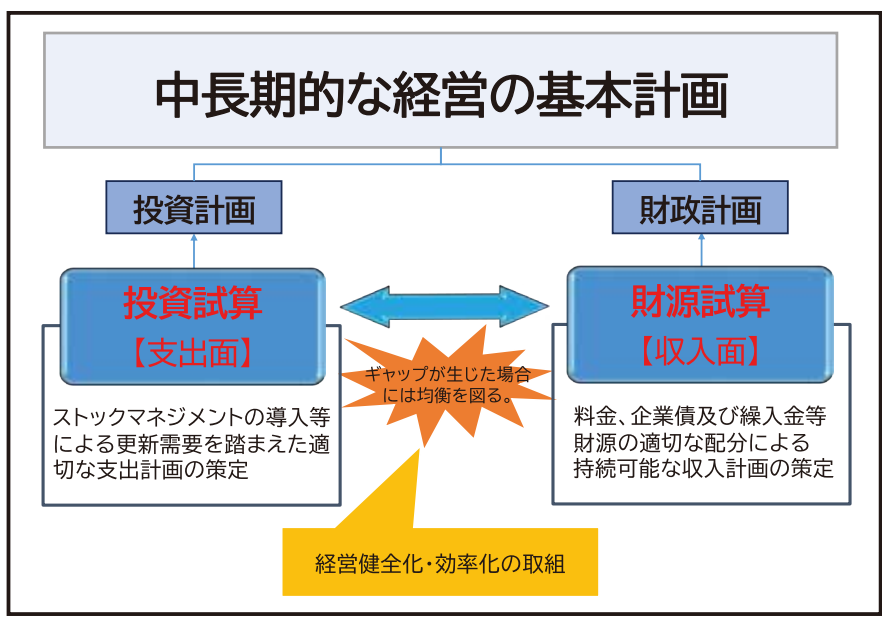 中長期的な経営の基本計画
投資計画
財政計画
投資試算
【支出面】
財源試算
【収入面】
ギャップが生じた場合
には均衡を図る。
ストックマネジメントの導入等
による更新需要を踏まえた適
切な支出計画の策定
料金、企業債及び繰入金等
財源の適切な配分による
持続可能な収入計画の策定
経営健全化・効率化の取組